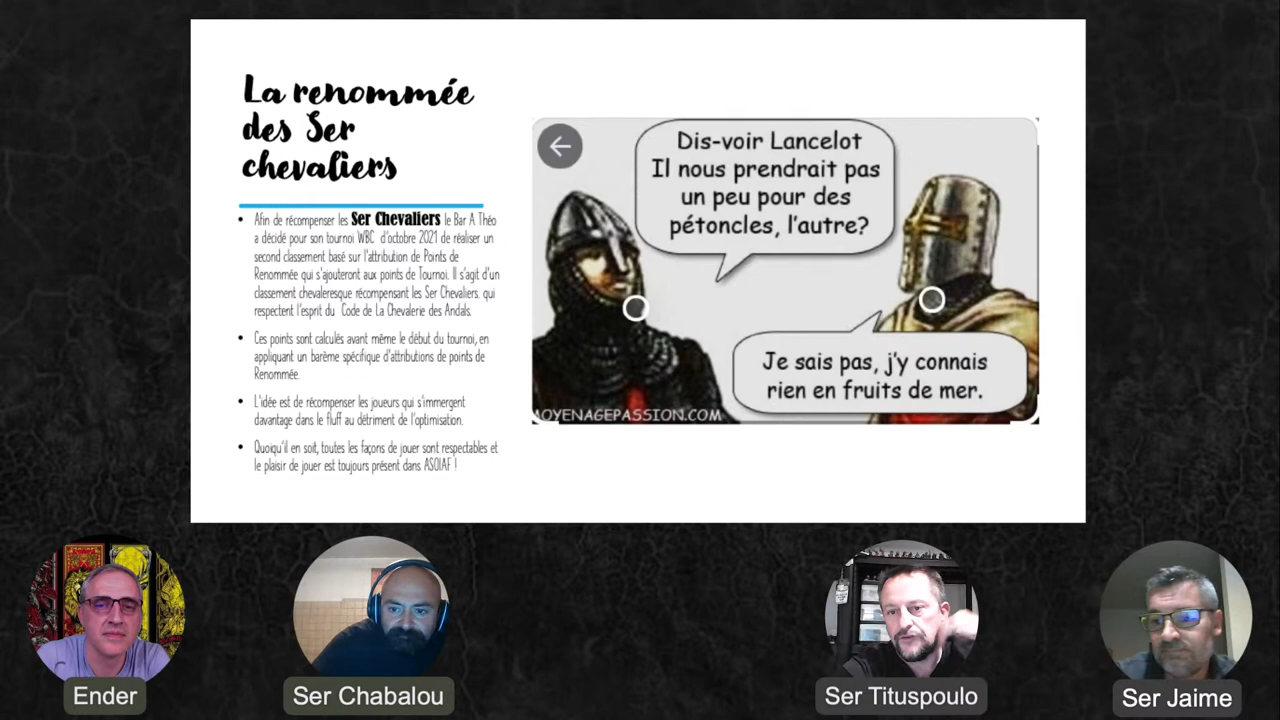 La renommée
des Ser
chevaliers
• Afin de récompenser les Ser Chevaliers le Bar A Théo
a décidé pour son tournoi WBC d'octobre 2021 de réaliser un
second classement basé sur l'attribution de Points de
Renommée qui s'ajouteront aux points de Tournoi. Il s'agit d'un
classement chevaleresque récompensant les Ser Chevaliers. qui
respectent l'esprit du Code de La Chevalerie des Andals.
• Ces points sont calculés avant même le début du tournoi, en
appliquant un barème spécifique d'attributions de points de
Renommée.
• L'idée est de récompenser les joueurs qui s'immergent
davantage dans le fluff au détriment de l'optimisation.
• Quoiqu'il en soit, toutes les façons de jouer sont respectables et
le plaisir de jouer est toujours présent dans ASOIAF !
Dis-voir Lancelot
Il nous prendrait pas
un peu pour des
pétoncles, l'autre?
Je sais pas, j'y connais
rien en fruits de mer.
MOYENAGEPASSION.COM
Ender
Ser Chabalou
Ser Tituspoulo
Ser Jaime